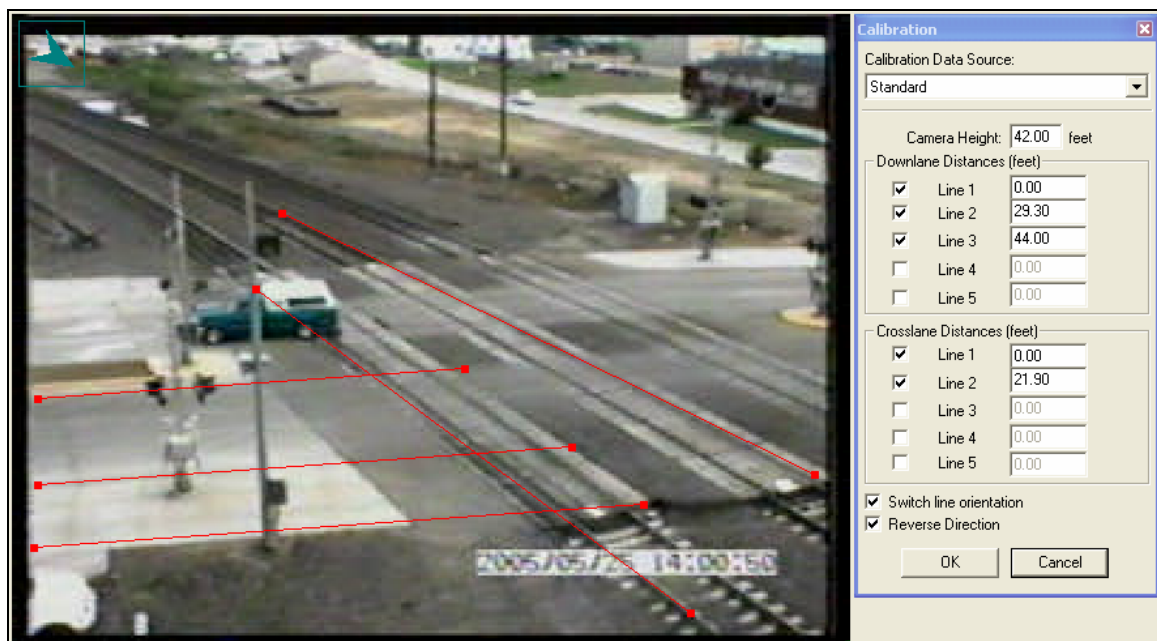 Calibration
Calibration Data Source:
Standard
Camera Height: 42.00 feet
Downlane Distances (feet)
Line 1 0.00
Line 2 29.30
Line 3 44.00
Line 4 0.00
Line 5 0.00
Crosslane Distances (feet)
Line 1 0.00
Line 2 21.90
Line 3 0.00
Line 4 0.00
Line 5 0.00
Switch line orientation
Reverse Direction
OK Cancel
2005/05/25 14:00:50